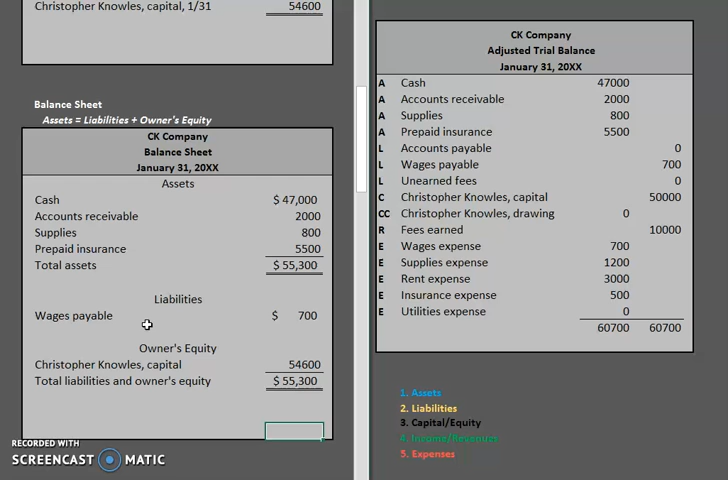 Christopher Knowles, capital, 1/31 54600
Balance Sheet
Assets = Liabilities + Owner's Equity
CK Company
Balance Sheet
January 31, 20XX
Assets
Cash $ 47,000
Accounts receivable 2000
Supplies 800
Prepaid insurance 5500
Total assets $ 55,300
Liabilities
Wages payable $ 700
Owner's Equity
Christopher Knowles, capital 54600
Total liabilities and owner's equity $ 55,300
RECORDED WITH
SCREENCAST MATIC
CK Company
Adjusted Trial Balance
January 31, 20XX
A Cash 47000
A Accounts receivable 2000
A Supplies 800
A Prepaid insurance 5500
L Accounts payable 0
L Wages payable 700
L Unearned fees 0
C Christopher Knowles, capital 50000
CC Christopher Knowles, drawing 0
R Fees earned 10000
E Wages expense 700
E Supplies expense 1200
E Rent expense 3000
E Insurance expense 500
E Utilities expense 0
60700 60700
1. Assets
2. Liabilities
3. Capital/Equity
4. Income/Revenues
5. Expenses